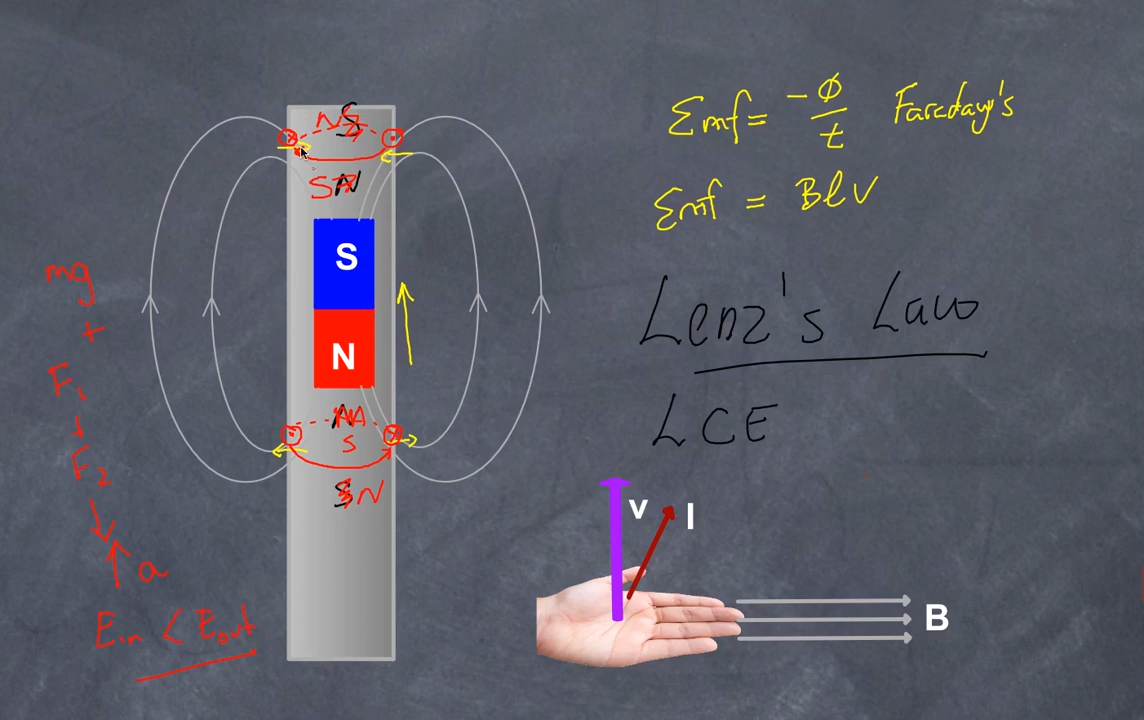 Emf = -Φ/t Faraday's
Emf = Blv
Lenz's Law
LCE
S
N
N
S
N
mg
+
F1
+
F2
a
Ein < Eout
v
I
B